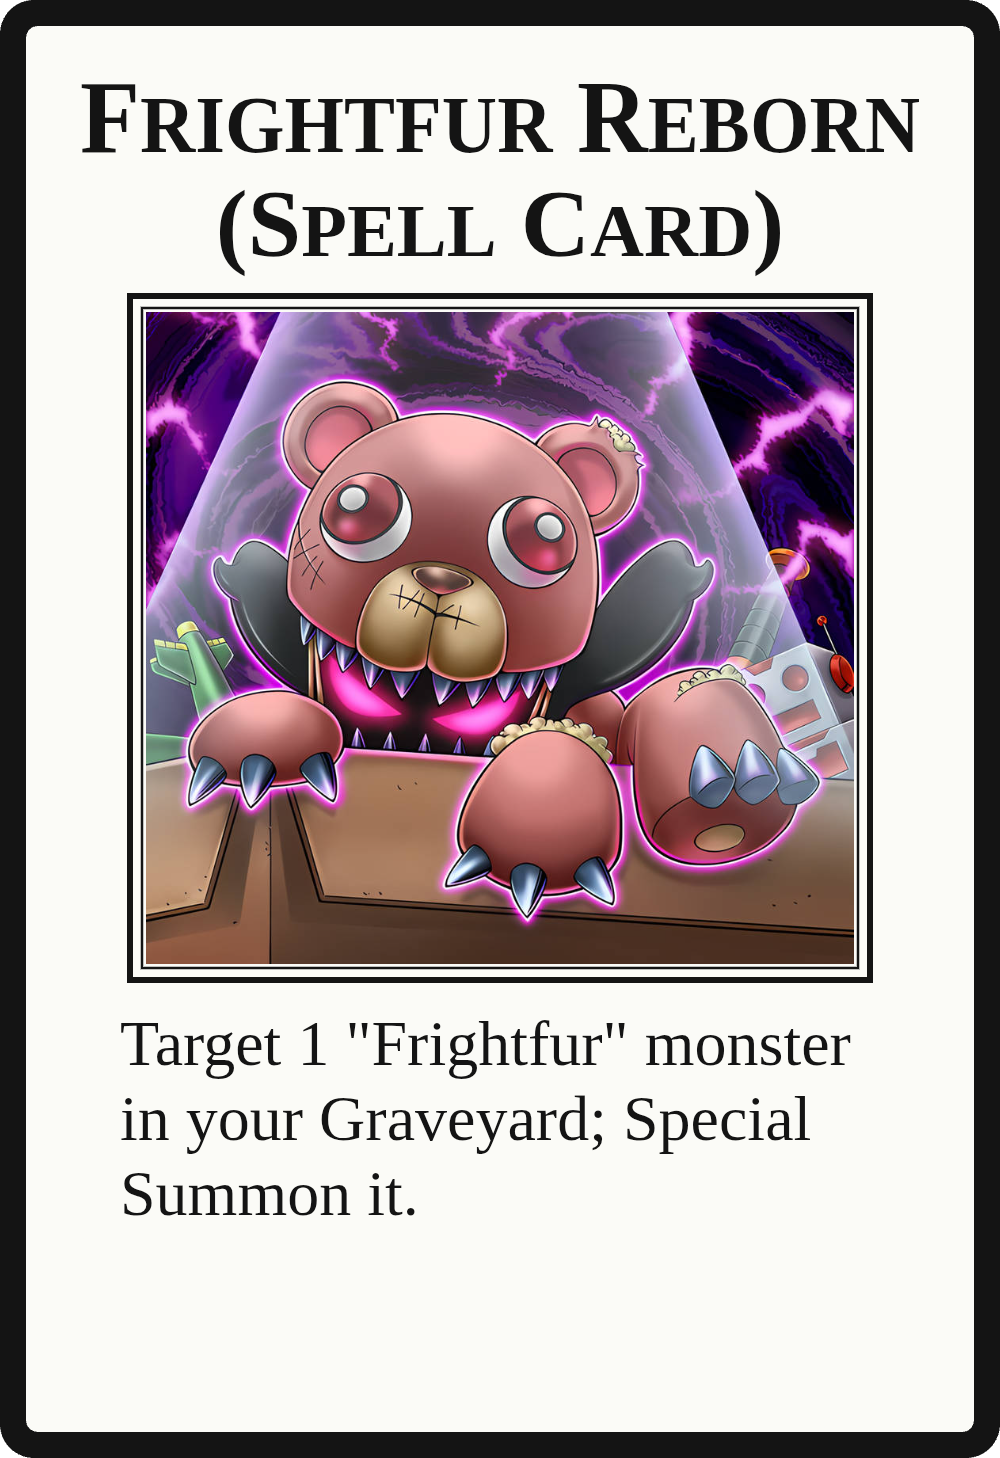 Frightfur Reborn
(Spell Card)
Target 1 "Frightfur" monster
in your Graveyard; Special
Summon it.